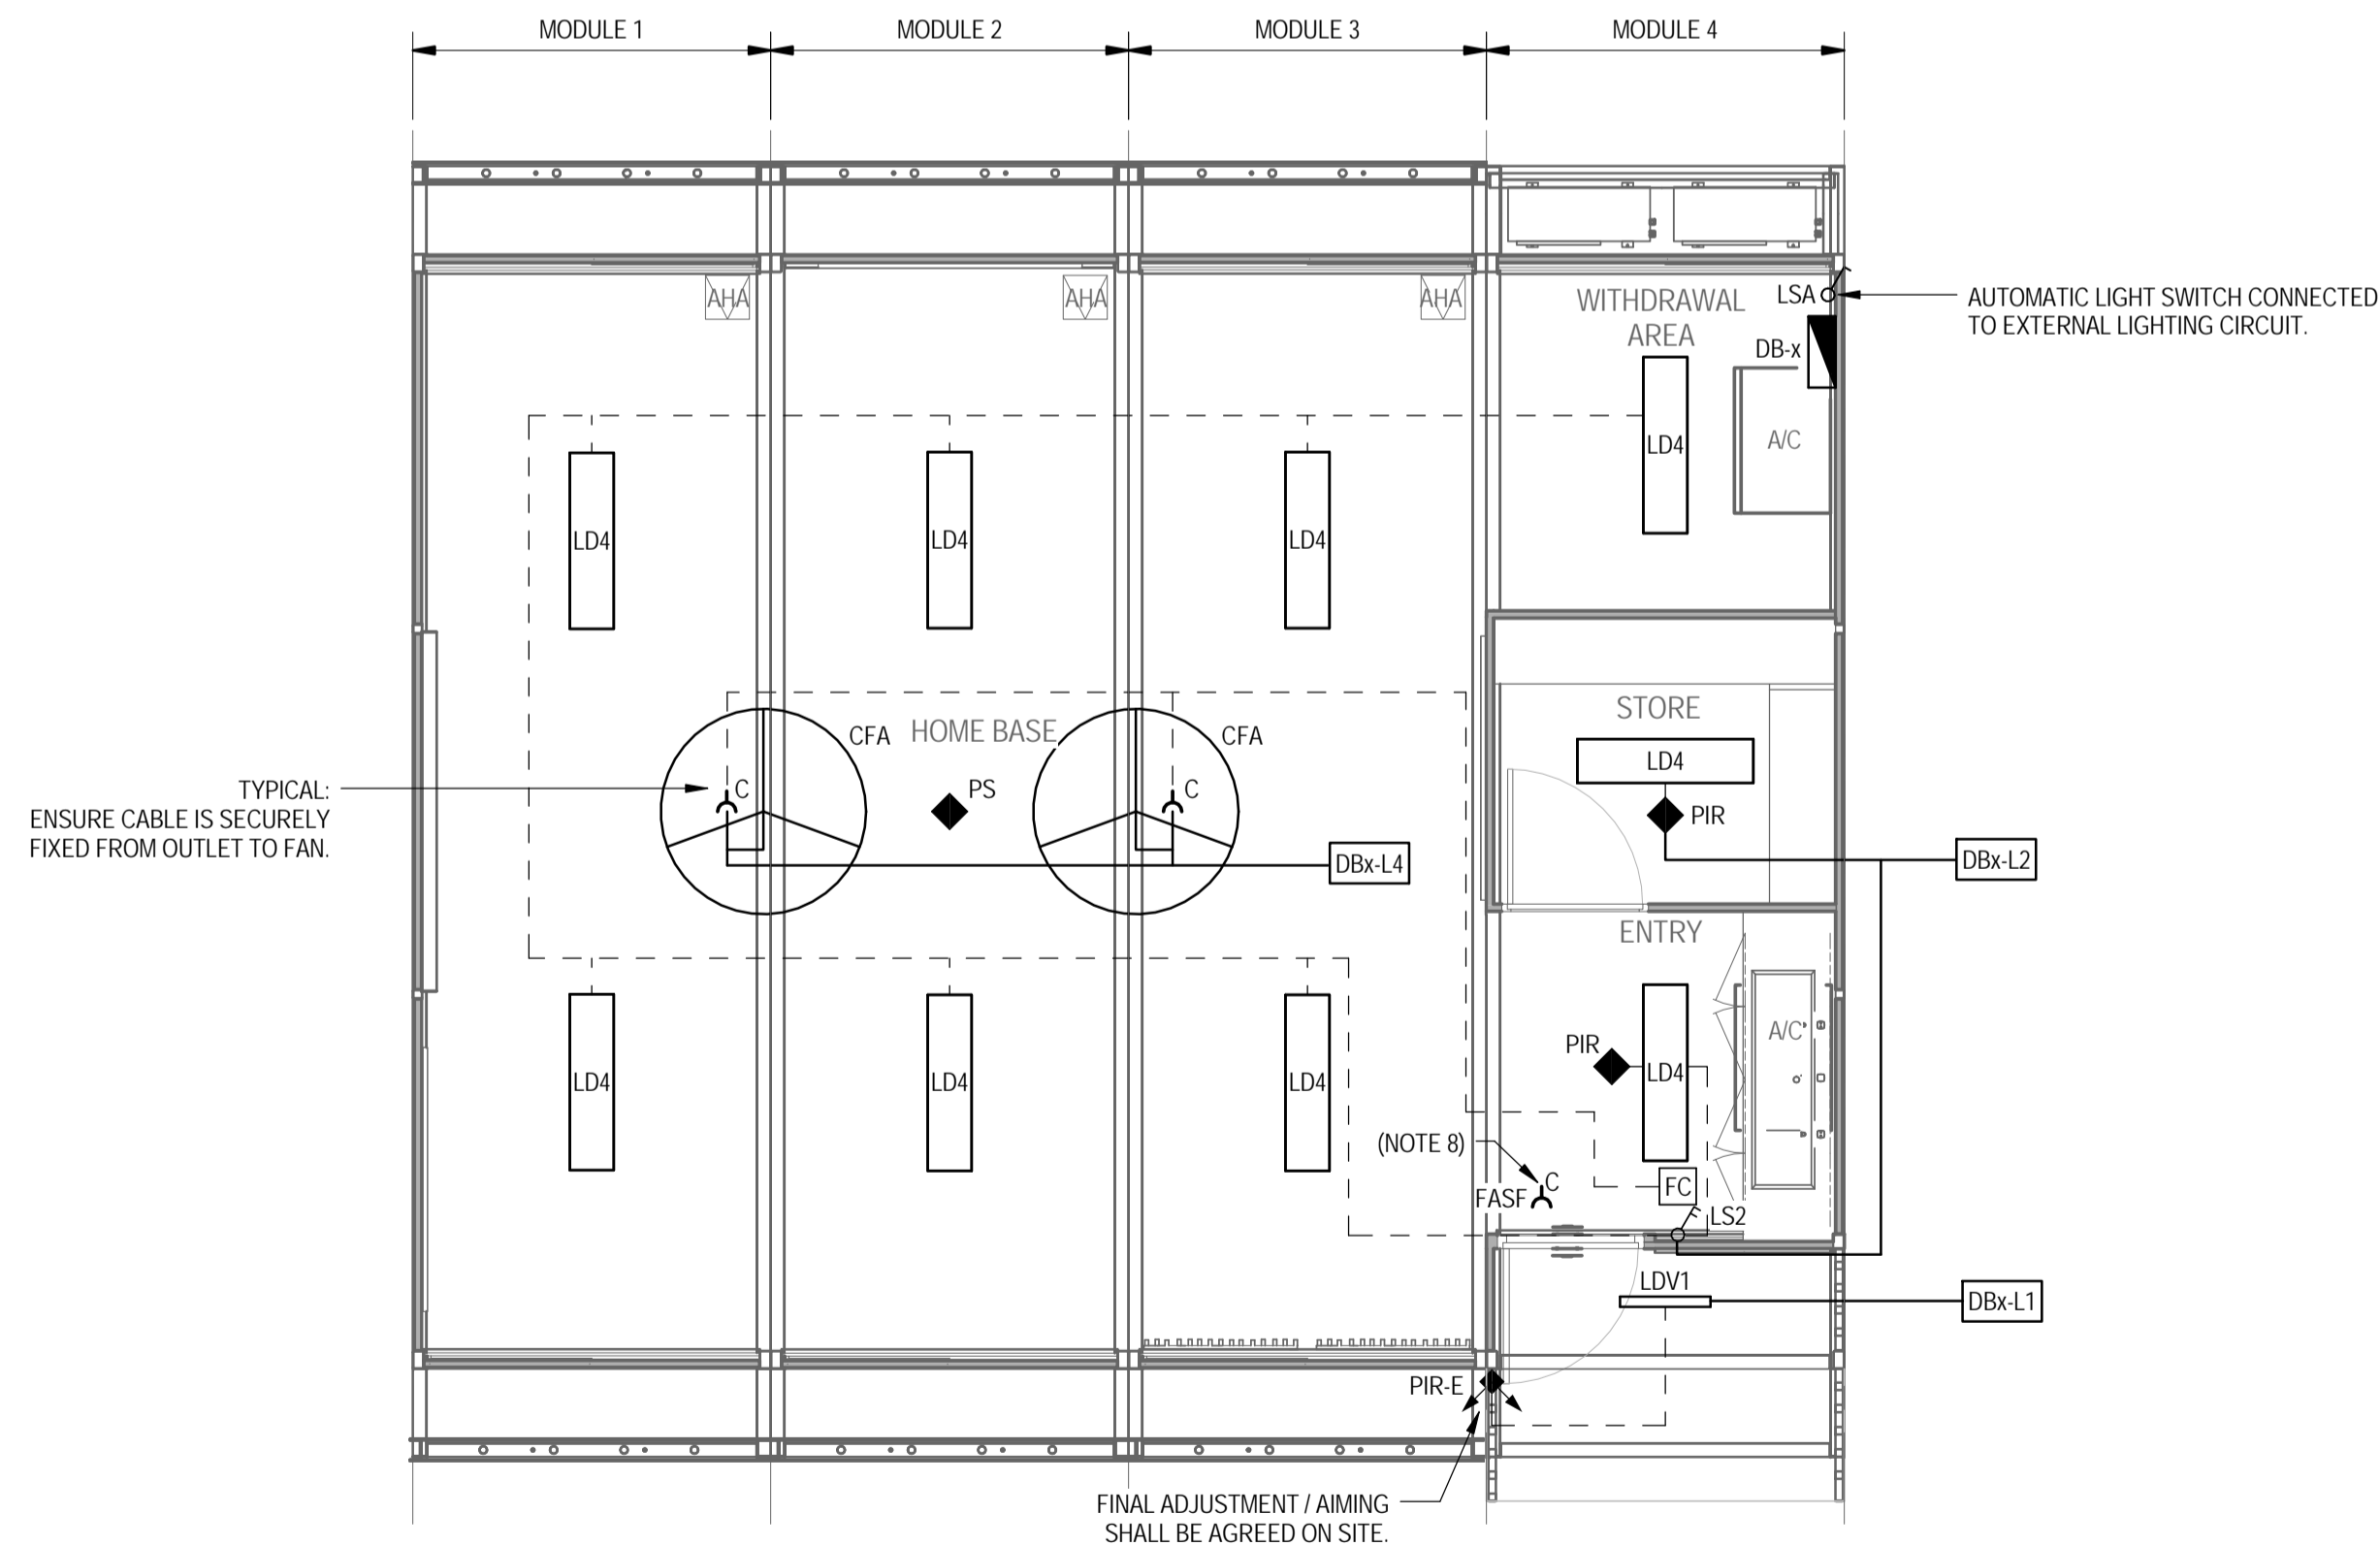 MODULE 1
MODULE 2
MODULE 3
MODULE 4
AHA
AHA
AHA
WITHDRAWAL
AREA
LSA
AUTOMATIC LIGHT SWITCH CONNECTED
TO EXTERNAL LIGHTING CIRCUIT.
DB-x
A/C
LD4
LD4
LD4
LD4
STORE
HOME BASE
CFA
CFA
LD4
C
PS
C
PIR
TYPICAL:
ENSURE CABLE IS SECURELY
FIXED FROM OUTLET TO FAN.
DBx-L4
DBx-L2
ENTRY
A/C
PIR
LD4
LD4
LD4
LD4
(NOTE 8)
C
FASF
FC
LS2
LDV1
DBx-L1
PIR-E
FINAL ADJUSTMENT / AIMING
SHALL BE AGREED ON SITE.